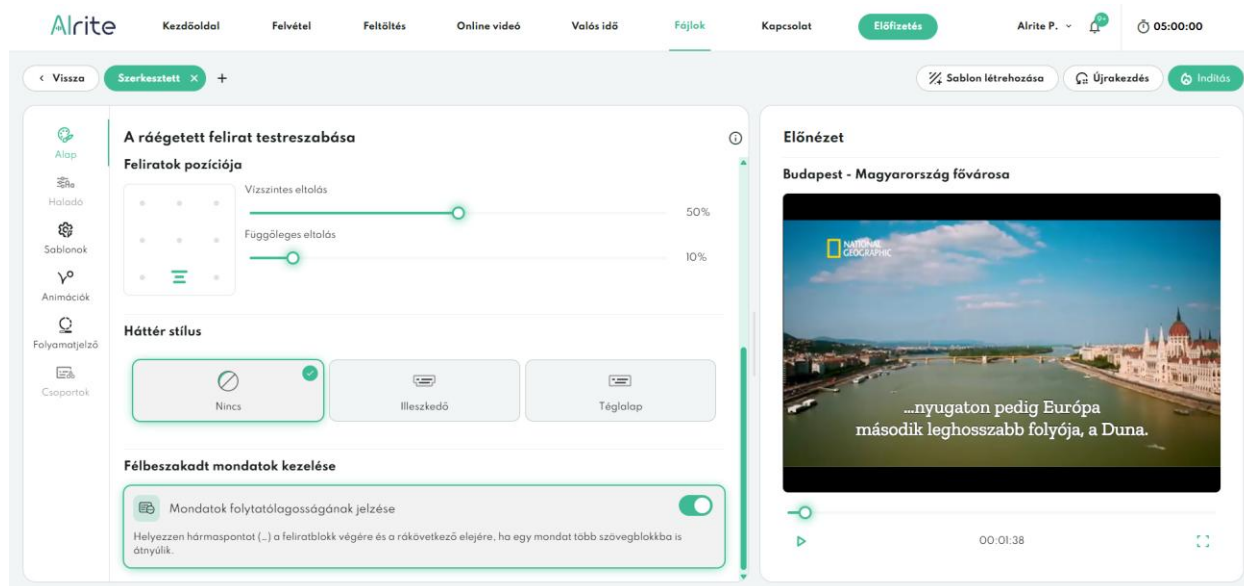 Alrite
Kezdőoldal
Felvétel
Feltöltés
Online videó
Valós idő
Fájlok
Kapcsolat
Előfizetés
Alrite P.
9+
05:00:00
Vissza
Szerkesztett
Sablon létrehozása
Újrakezdés
Indítás
Alap
Haladó
Sablonok
Animációk
Folyamatjelző
Csoportok
A ráégetett felirat testreszabása
Feliratok pozíciója
Vízszintes eltolás
50%
Függőleges eltolás
10%
Háttér stílus
Nincs
Illeszkedő
Téglalap
Félbeszakadt mondatok kezelése
Mondatok folytatólagosságának jelzése
Helyezzen hármaspontot (…) a feliratblokk végére és a rákövetkező elejére, ha egy mondat több szövegblokkba is
átnyúlik.
Előnézet
Budapest - Magyarország fővárosa
NATIONAL
GEOGRAPHIC
...nyugaton pedig Európa
második leghosszabb folyója, a Duna.
00:01:38